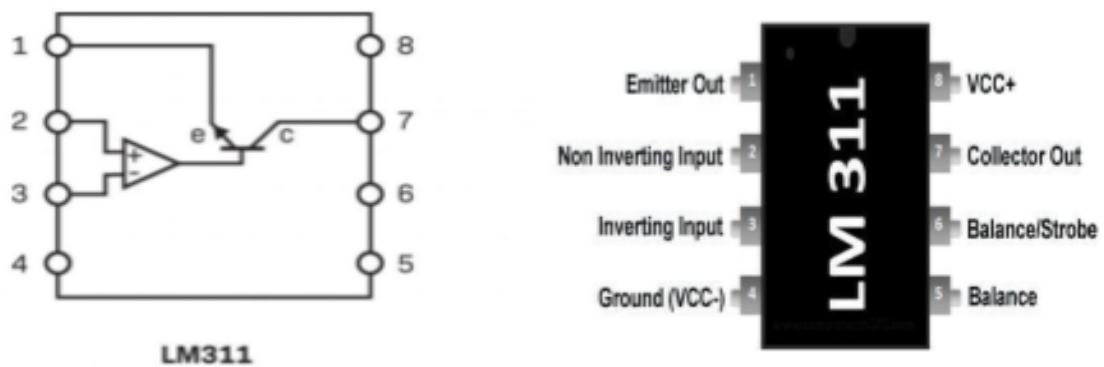 1
8
2
7
e
c
+
-
3
6
4
5
LM311
Emitter Out
1
8
VCC+
Non Inverting Input
2
7
Collector Out
Inverting Input
3
6
Balance/Strobe
Ground (VCC-)
4
5
Balance
LM 311